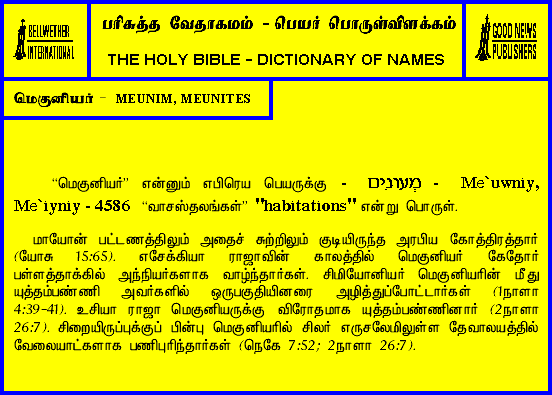 BELLWETHER
INTERNATIONAL
பரிசுத்த வேதாகமம் - பெயர் பொருள்விளக்கம்
THE HOLY BIBLE - DICTIONARY OF NAMES
GOOD NEWS
PUBLISHERS
மெகுனியர் - MEUNIM, MEUNITES
“மெகுனியர்” என்னும் எபிரெய பெயருக்கு - מְעוּנִים - Me`uwniy,
Me`iyniy - 4586 “வாசஸ்தலங்கள்” "habitations" என்று பொருள்.
மாயோன் பட்டணத்திலும் அதைச் சுற்றிலும் குடியிருந்த அரபிய கோத்திரத்தார்
(யோசு 15:65). எசேக்கியா ராஜாவின் காலத்தில் மெகுனியர் கேதோர்
பள்ளத்தாக்கில் அந்நியர்களாக வாழ்ந்தார்கள். சிமியோனியர் மெகுனியரின் மீது
யுத்தம்பண்ணி அவர்களில் ஒருபகுதியினரை அழித்துப்போட்டார்கள் (1நாளா
4:39-41). உசியா ராஜா மெகுனியருக்கு விரோதமாக யுத்தம்பண்ணினார் (2நாளா
26:7). சிறையிருப்புக்குப் பின்பு மெகுனியரில் சிலர் எருசலேமிலுள்ள தேவாலயத்தில்
வேலையாட்களாக பணிபுரிந்தார்கள் (நெகே 7:52; 2நாளா 26:7).